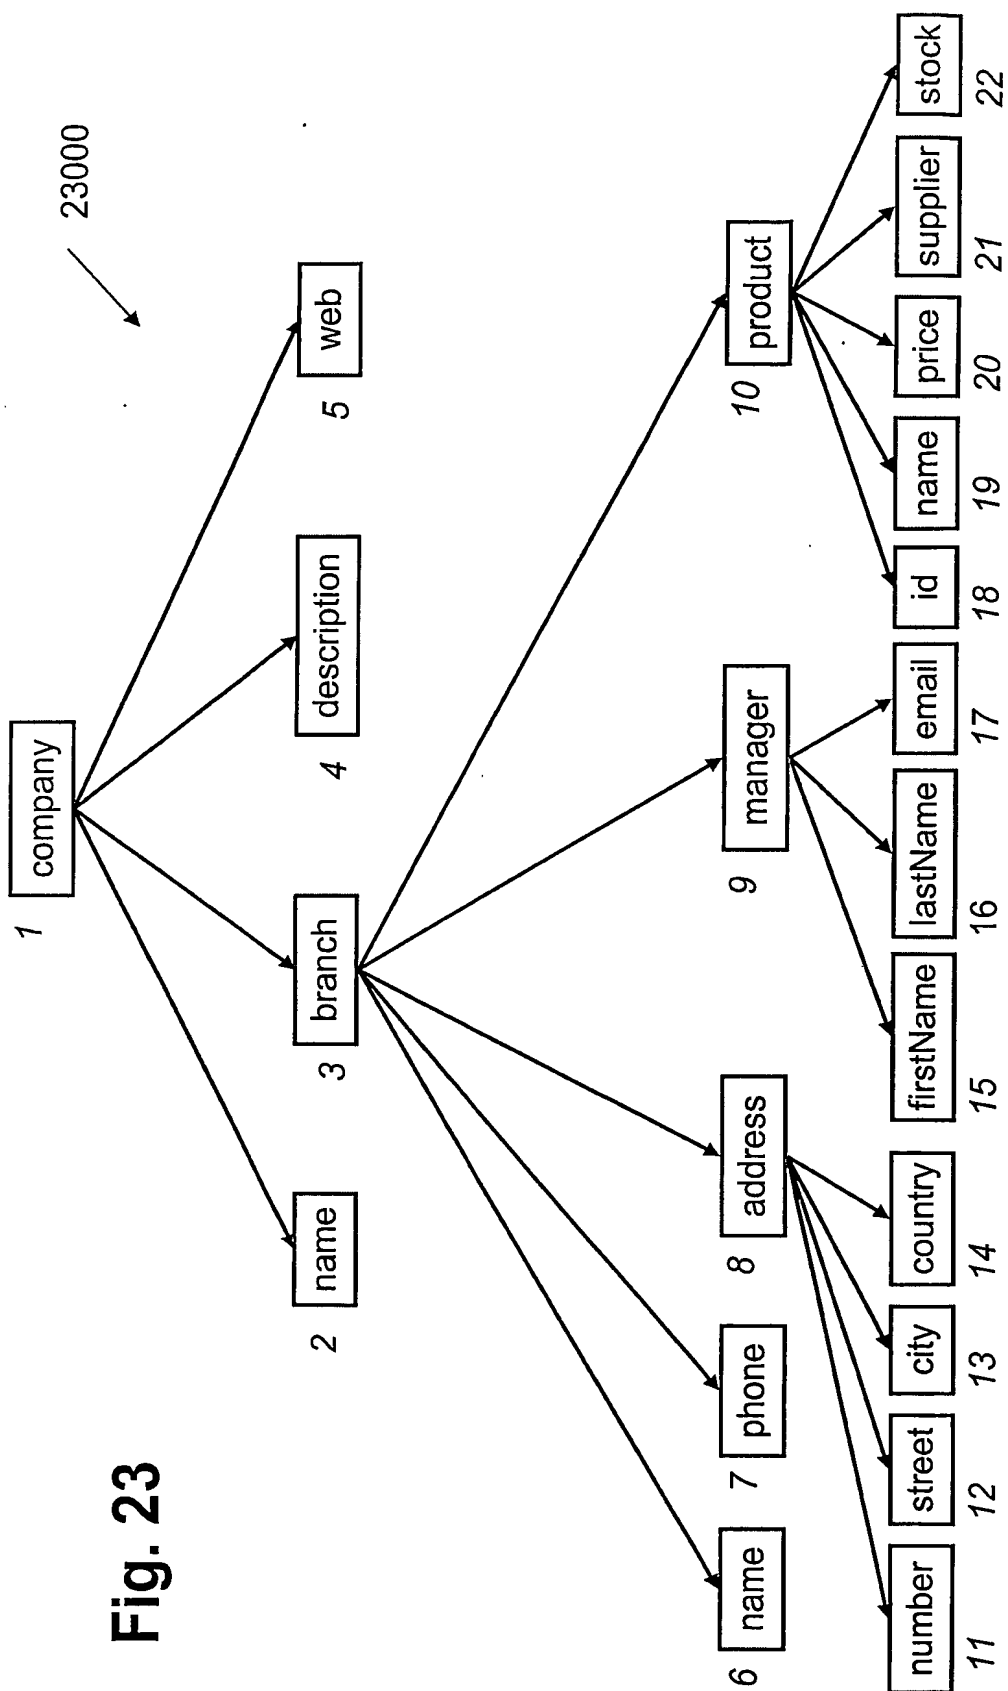 Fig. 23
23000
company
1
name
branch
description
web
2
3
4
5
name
phone
address
manager
product
6
7
8
9
10
number
street
city
country
firstName
lastName
email
id
name
price
supplier
stock
11
12
13
14
15
16
17
18
19
20
21
22